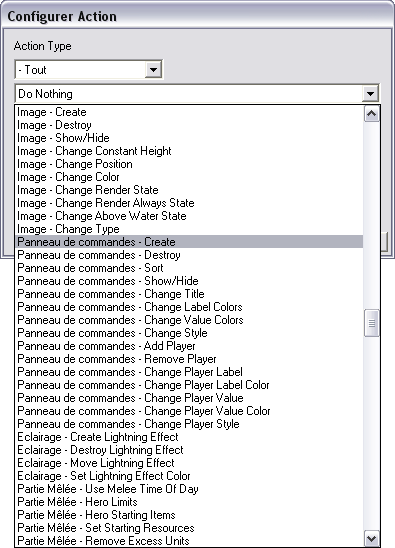 Configurer Action
Action Type
- Tout
Do Nothing
Image - Create
Image - Destroy
Image - Show/Hide
Image - Change Constant Height
Image - Change Position
Image - Change Color
Image - Change Render State
Image - Change Render Always State
Image - Change Above Water State
Image - Change Type
Panneau de commandes - Create
Panneau de commandes - Destroy
Panneau de commandes - Sort
Panneau de commandes - Show/Hide
Panneau de commandes - Change Title
Panneau de commandes - Change Label Colors
Panneau de commandes - Change Value Colors
Panneau de commandes - Change Style
Panneau de commandes - Add Player
Panneau de commandes - Remove Player
Panneau de commandes - Change Player Label
Panneau de commandes - Change Player Label Color
Panneau de commandes - Change Player Value
Panneau de commandes - Change Player Value Color
Panneau de commandes - Change Player Style
Eclairage - Create Lightning Effect
Eclairage - Destroy Lightning Effect
Eclairage - Move Lightning Effect
Eclairage - Set Lightning Effect Color
Partie Mêlée - Use Melee Time Of Day
Partie Mêlée - Hero Limits
Partie Mêlée - Hero Starting Items
Partie Mêlée - Set Starting Resources
Partie Mêlée - Remove Excess Units